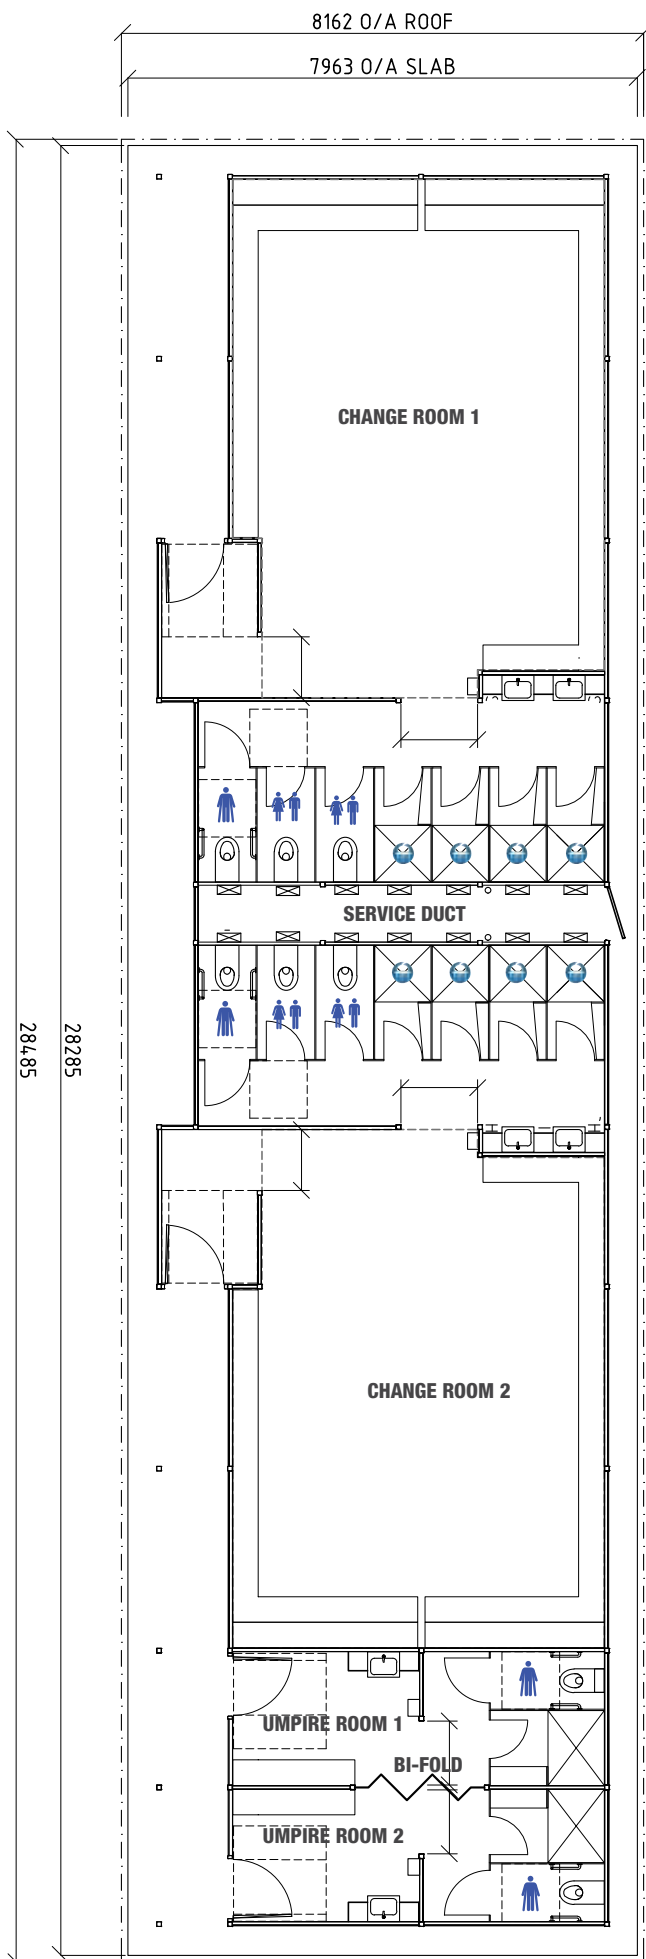 8162 O/A ROOF
7963 O/A SLAB
CHANGE ROOM 1
SERVICE DUCT
28285
28485
CHANGE ROOM 2
UMPIRE ROOM 1
BI-FOLD
UMPIRE ROOM 2